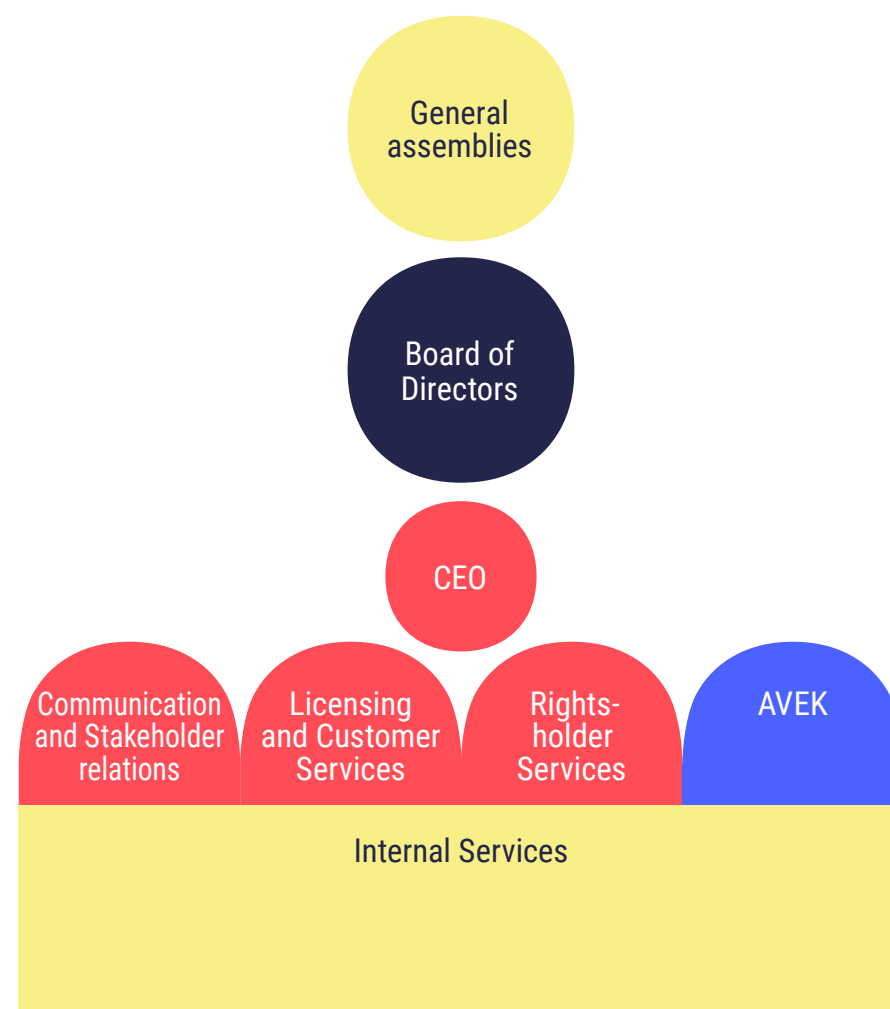 General
assemblies
Board of
Directors
CEO
Communication
and Stakeholder
relations
Licensing
and Customer
Services
Rights-
holder
Services
AVEK
Internal Services